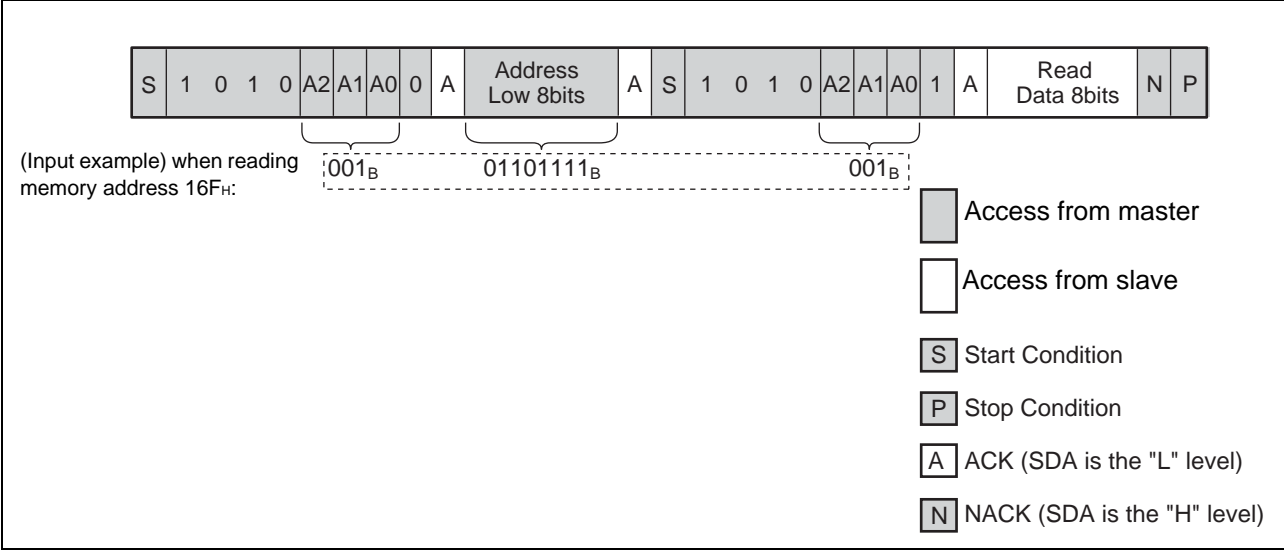 S 1 0 1 0 A2 A1 A0 0 A Address Low 8bits A S 1 0 1 0 A2 A1 A0 1 A Read Data 8bits N P
(Input example) when reading
memory address 16FH:
001B 01101111B 001B
Access from master
Access from slave
S Start Condition
P Stop Condition
A ACK (SDA is the "L" level)
N NACK (SDA is the "H" level)